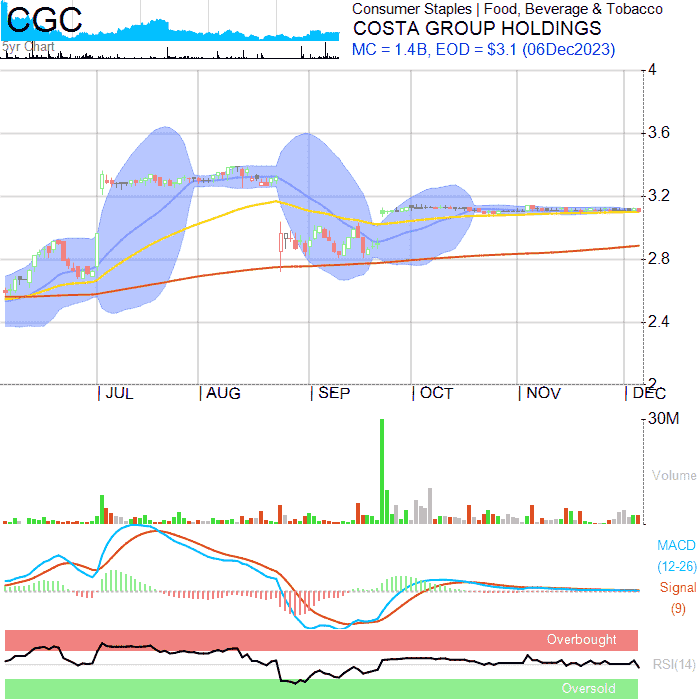 CGC
5yr Chart
Consumer Staples | Food, Beverage & Tobacco
COSTA GROUP HOLDINGS
MC = 1.4B, EOD = $3.1 (06Dec2023)
4
3.6
3.2
2.8
2.4
2
JUL
AUG
SEP
OCT
NOV
DEC
30M
Volume
MACD
(12-26)
Signal
(9)
Overbought
RSI(14)
Oversold